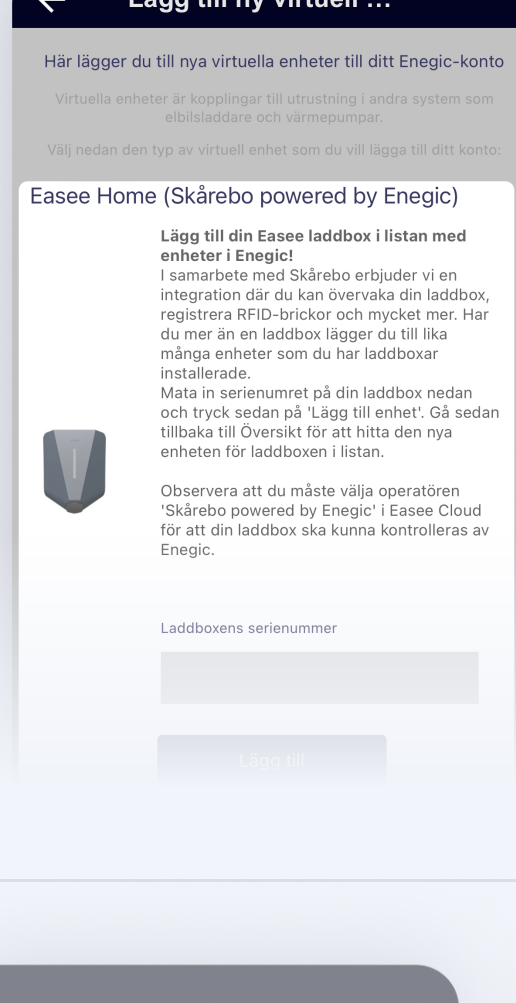 Lägg till ny virtuell ...
Här lägger du till nya virtuella enheter till ditt Enegic-konto
Virtuella enheter är kopplingar till utrustning i andra system som
elbilsladdare och värmepumpar.
Välj nedan den typ av virtuell enhet som du vill lägga till ditt konto:
Easee Home (Skårebo powered by Enegic)
Lägg till din Easee laddbox i listan med
enheter i Enegic!
I samarbete med Skårebo erbjuder vi en
integration där du kan övervaka din laddbox,
registrera RFID-brickor och mycket mer. Har
du mer än en laddbox lägger du till lika
många enheter som du har laddboxar
installerade.
Mata in serienumret på din laddbox nedan
och tryck sedan på 'Lägg till enhet'. Gå sedan
tillbaka till Översikt för att hitta den nya
enheten för laddboxen i listan.
Observera att du måste välja operatören
'Skårebo powered by Enegic' i Easee Cloud
för att din laddbox ska kunna kontrolleras av
Enegic.
Laddboxens serienummer
Lägg till